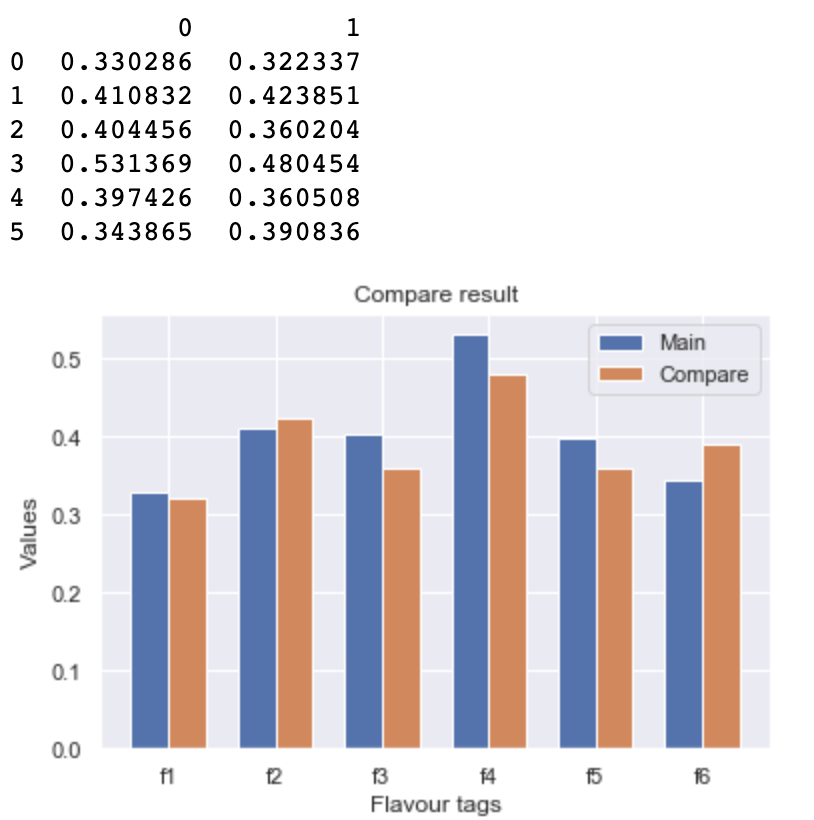 0 1
0 0.330286 0.322337
1 0.410832 0.423851
2 0.404456 0.360204
3 0.531369 0.480454
4 0.397426 0.360508
5 0.343865 0.390836
Compare result
Main
Compare
0.5
0.4
0.3
0.2
0.1
0.0
Values
f1 f2 f3 f4 f5 f6
Flavour tags